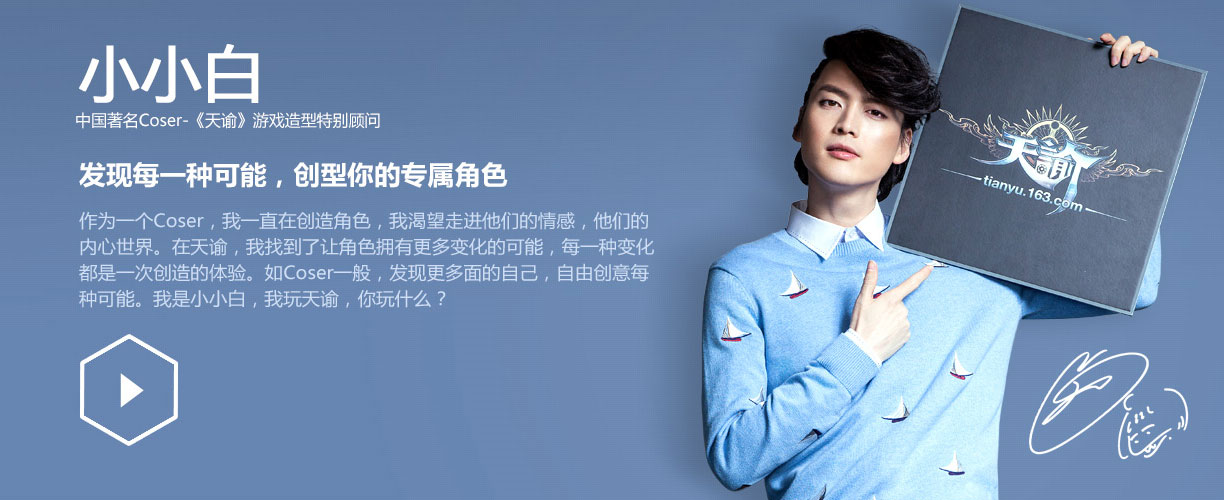 小小白
中国著名Coser-《天谕》游戏造型特别顾问
发现每一种可能，创型你的专属角色
作为一个Coser，我一直在创造角色，我渴望走进他们的情感，他们的
内心世界。在天谕，我找到了让角色拥有更多变化的可能，每一种变化
都是一次创造的体验。如Coser一般，发现更多面的自己，自由创意每
种可能。我是小小白，我玩天谕，你玩什么？
天谕
tianyu.163.com